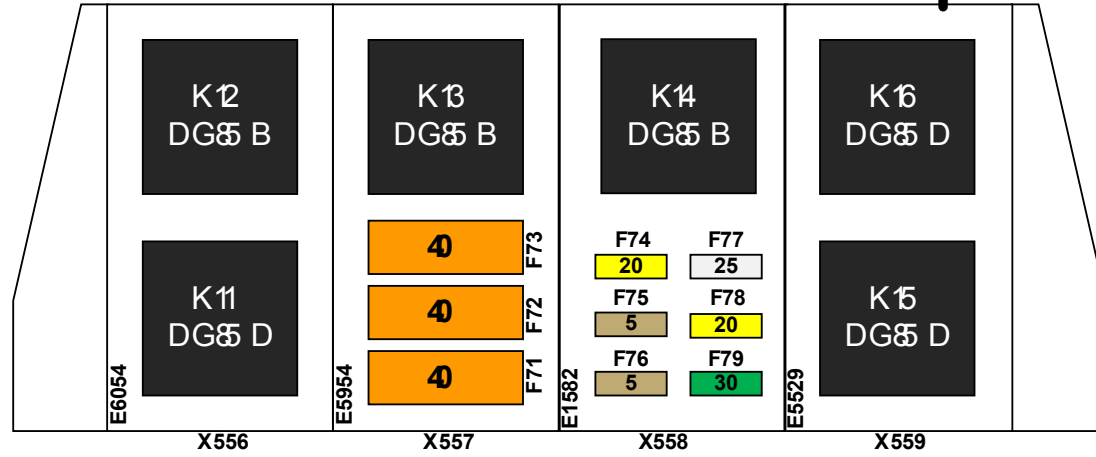 K12
DG85 B
K13
DG85 B
K14
DG85 B
K16
DG85 D
K11
DG85 D
40
F73
40
F72
40
F71
F74
20
F77
25
F75
5
F78
20
F76
5
F79
30
K15
DG85 D
E6054
E5954
E1582
E5529
X556
X557
X558
X559